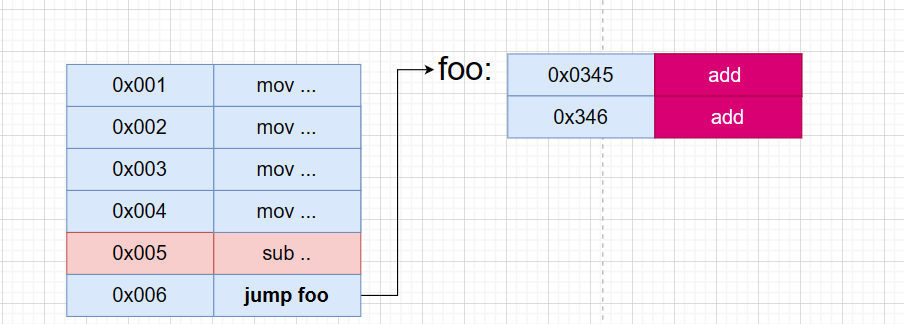 0x001 mov ...
0x002 mov ...
0x003 mov ...
0x004 mov ...
0x005 sub ..
0x006 jump foo
foo:
0x0345 add
0x346 add